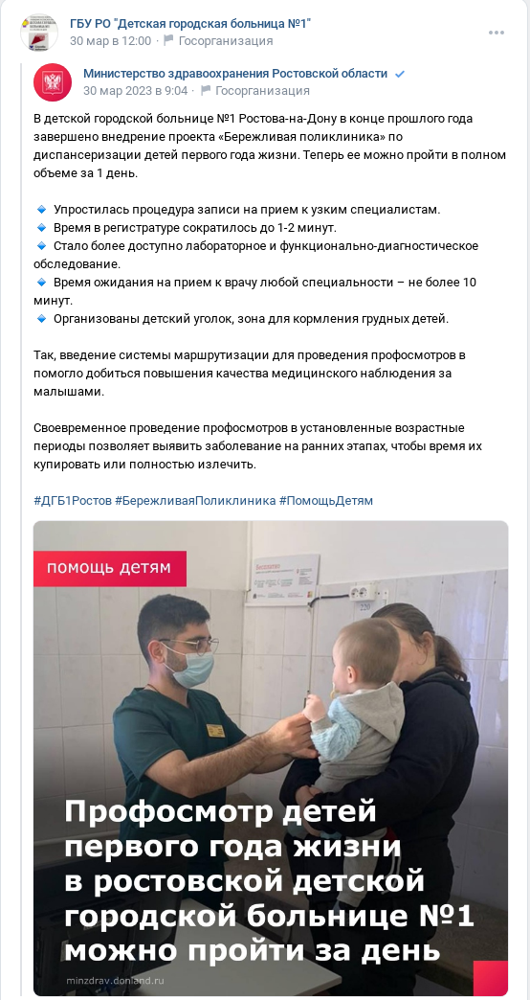 ГБУ РО "Детская городская больница №1"
30 мар в 12:00 · Госорганизация
Министерство здравоохранения Ростовской области
30 мар 2023 в 9:04 · Госорганизация
В детской городской больнице №1 Ростова-на-Дону в конце прошлого года
завершено внедрение проекта «Бережливая поликлиника» по
диспансеризации детей первого года жизни. Теперь ее можно пройти в полном
объеме за 1 день.
🔹 Упростилась процедура записи на прием к узким специалистам.
🔹 Время в регистратуре сократилось до 1-2 минут.
🔹 Стало более доступно лабораторное и функционально-диагностическое
обследование.
🔹 Время ожидания на прием к врачу любой специальности – не более 10
минут.
🔹 Организованы детский уголок, зона для кормления грудных детей.
Так, введение системы маршрутизации для проведения профосмотров в
помогло добиться повышения качества медицинского наблюдения за
малышами.
Своевременное проведение профосмотров в установленные возрастные
периоды позволяет выявить заболевание на ранних этапах, чтобы время их
купировать или полностью излечить.
#ДГБ1Ростов #БережливаяПоликлиника #ПомощьДетям
помощь детям
Бесплатно
220
Профосмотр детей
первого года жизни
в ростовской детской
городской больнице №1
можно пройти за день
minzdrav.donland.ru